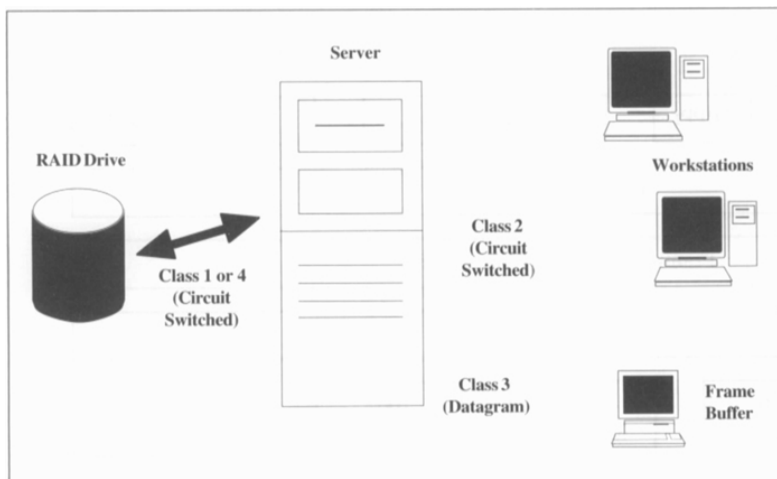 Server
RAID Drive
Class 1 or 4
(Circuit
Switched)
Workstations
Class 2
(Circuit
Switched)
Class 3
(Datagram)
Frame
Buffer